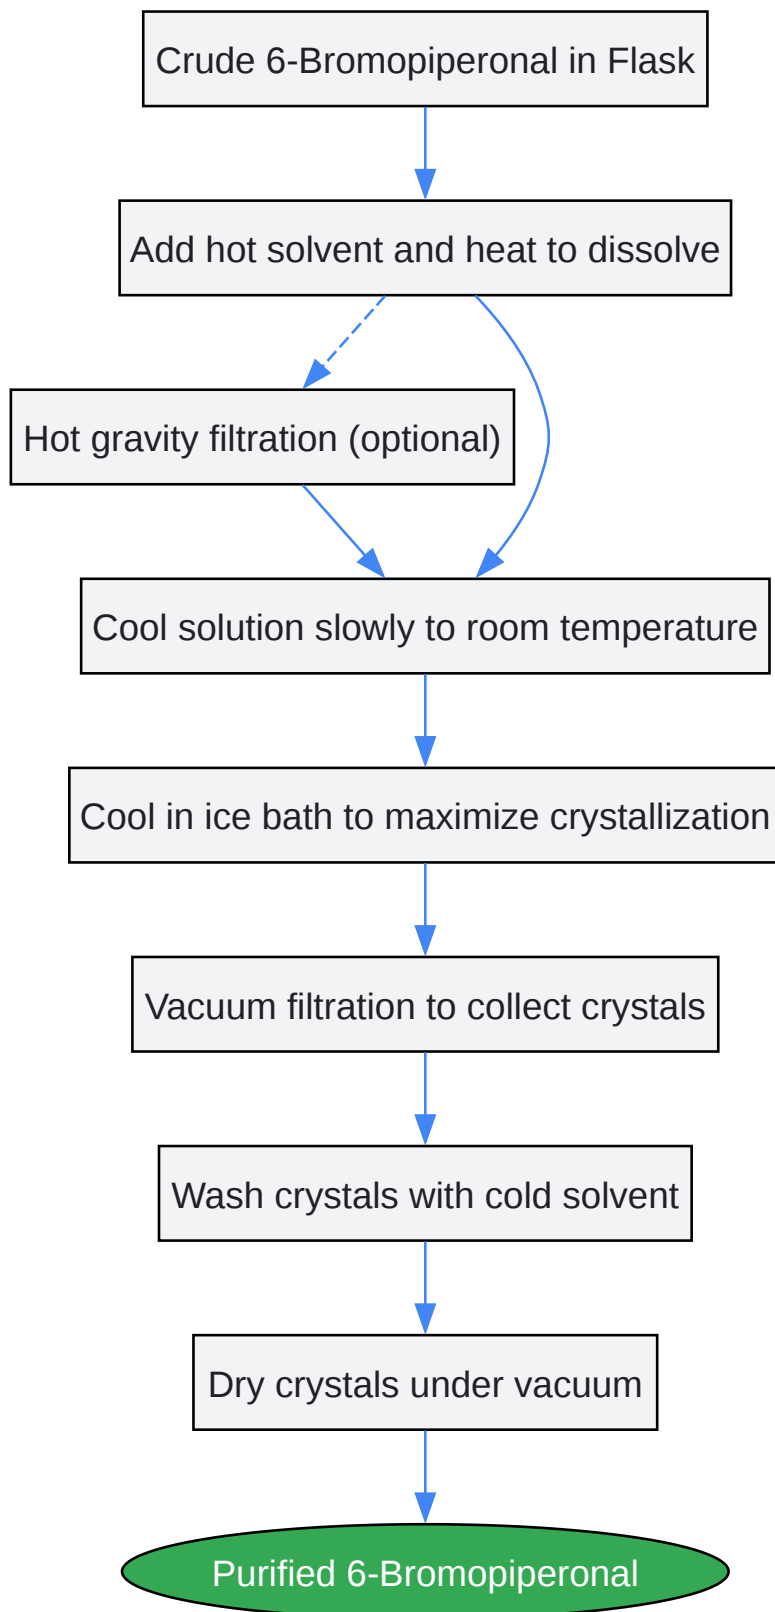 Crude 6-Bromopiperonal in Flask
Add hot solvent and heat to dissolve
Hot gravity filtration (optional)
Cool solution slowly to room temperature
Cool in ice bath to maximize crystallization
Vacuum filtration to collect crystals
Wash crystals with cold solvent
Dry crystals under vacuum
Purified 6-Bromopiperonal